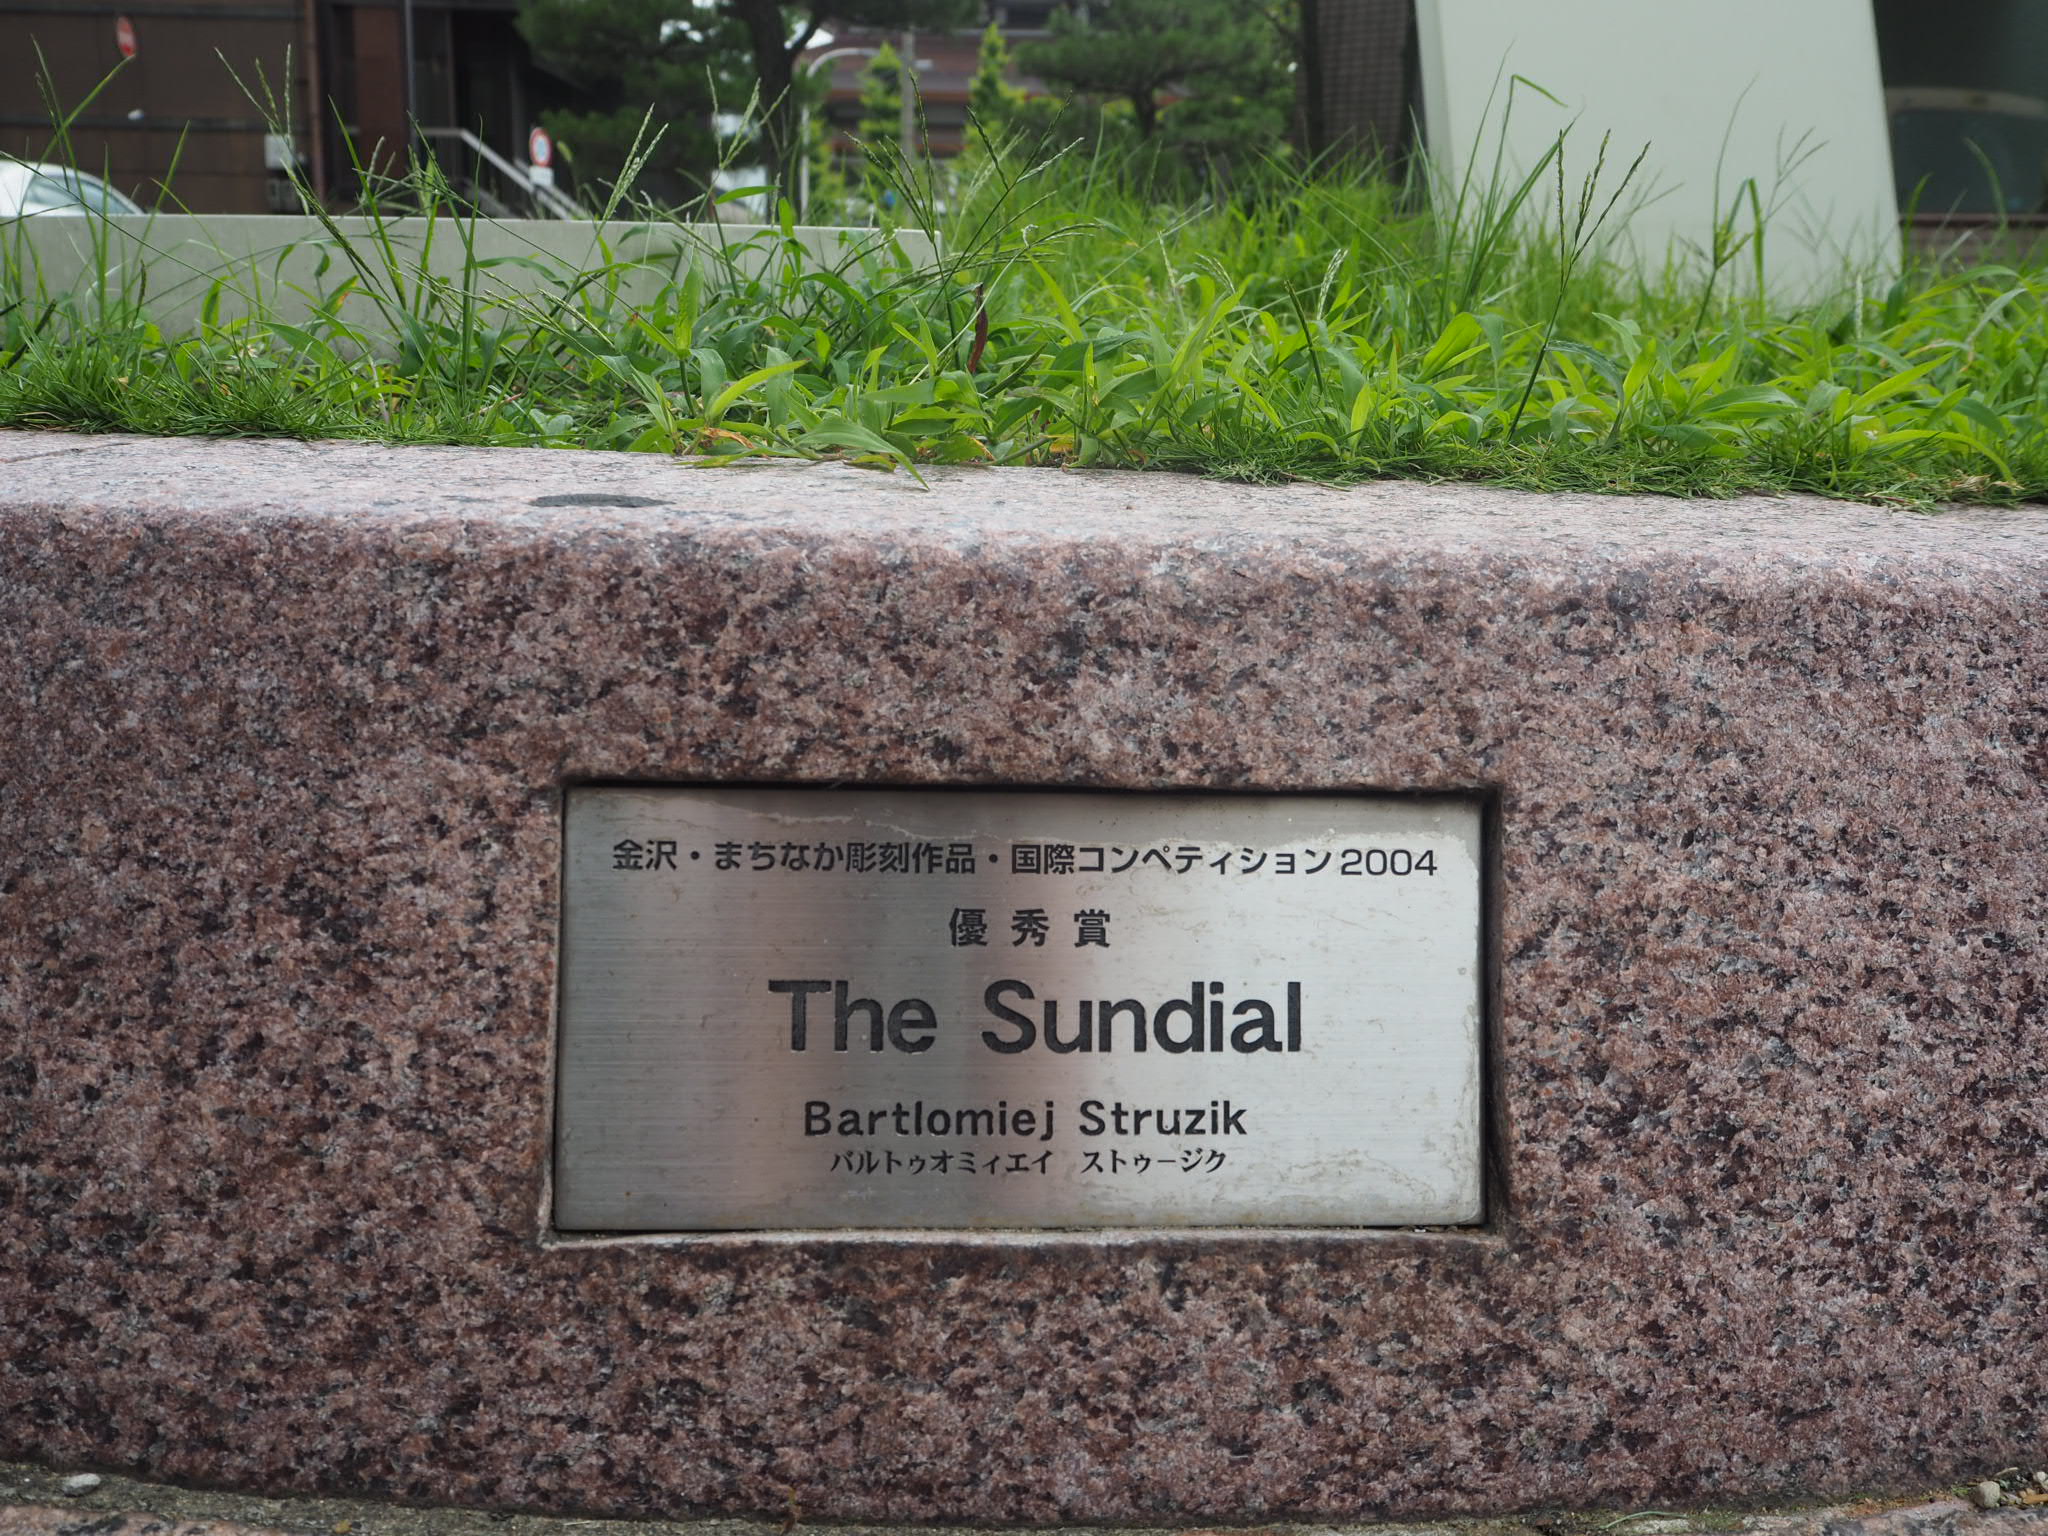 金沢・まちなか彫刻作品・国際コンペティション2004
優秀賞
The Sundial
Bartlomiej Struzik
バルトゥオミィエイ ストゥージク